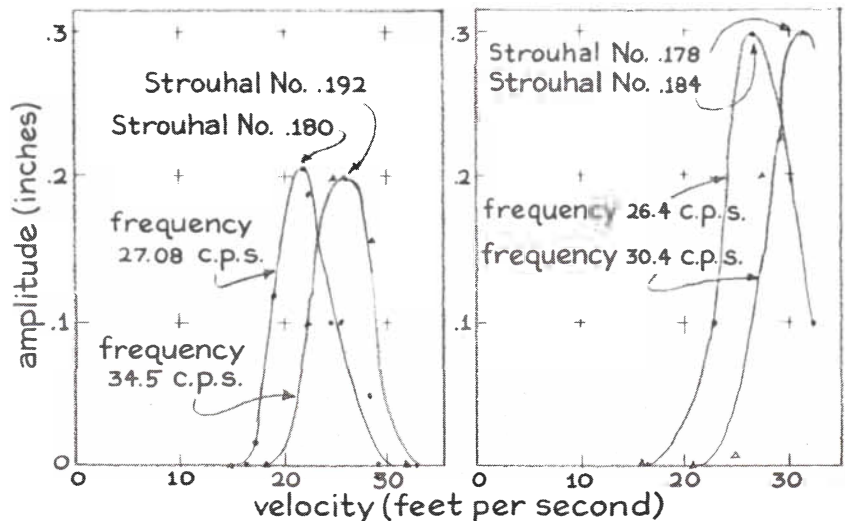 .3
.2
.1
0
amplitude (inches)
Strouhal No. .192
Strouhal No. .180
frequency
27.08 c.p.s.
frequency
34.5 c.p.s.
0
10
20
30
.3
.2
.1
0
Strouhal No. .178
Strouhal No. .184
frequency 26.4 c.p.s.
frequency 30.4 c.p.s.
0
10
20
30
velocity (feet per second)